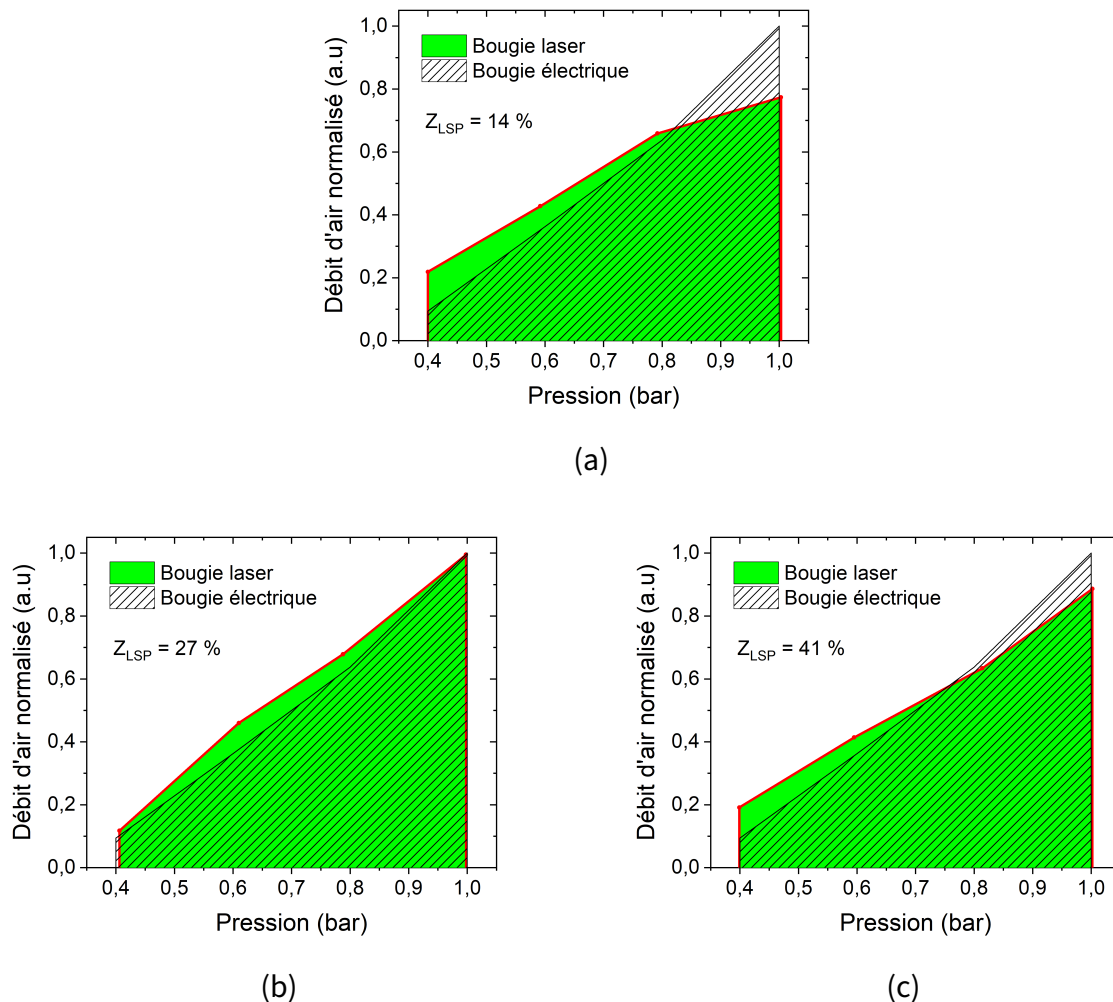 1,0
0,8
0,6
0,4
0,2
0,0
Débit d'air normalisé (a.u)
Bougie laser
Bougie électrique
Z_LSP = 14 %
0,4 0,5 0,6 0,7 0,8 0,9 1,0
Pression (bar)
(a)
1,0
0,8
0,6
0,4
0,2
0,0
Débit d'air normalisé (a.u)
Bougie laser
Bougie électrique
Z_LSP = 27 %
0,4 0,5 0,6 0,7 0,8 0,9 1,0
Pression (bar)
(b)
1,0
0,8
0,6
0,4
0,2
0,0
Débit d'air normalisé (a.u)
Bougie laser
Bougie électrique
Z_LSP = 41 %
0,4 0,5 0,6 0,7 0,8 0,9 1,0
Pression (bar)
(c)